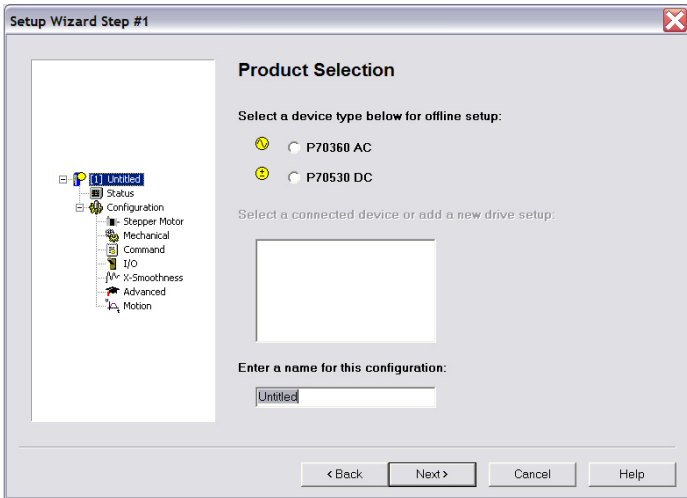 Setup Wizard Step #1
Product Selection
Select a device type below for offline setup:
P70360 AC
P70530 DC
Select a connected device or add a new drive setup:
Enter a name for this configuration:
Untitled
[1] Untitled
Status
Configuration
Stepper Motor
Mechanical
Command
I/O
X-Smoothness
Advanced
Motion
< Back
Next >
Cancel
Help